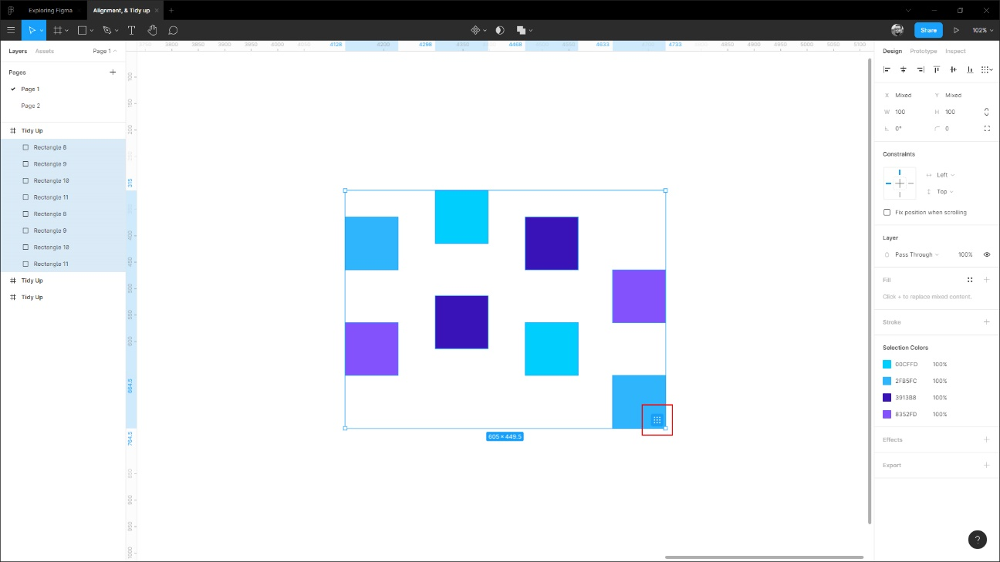 Exploring Figma
Alignment, & Tidy up
Share
102%
Layers Assets Page 1
Pages
Page 1
Page 2
Tidy Up
Rectangle 8
Rectangle 9
Rectangle 10
Rectangle 11
Rectangle 8
Rectangle 9
Rectangle 10
Rectangle 11
Tidy Up
Tidy Up
3800 3850 3900 3950 4000 4128 4200 4298 4468 4633 4733 4850 4900 4950 5000 5050 5100
100
150
200
315
400
450
500
550
600
664.5
764.5
850
900
950
1000
605 × 449.5
Design Prototype Inspect
X Mixed Y Mixed
W 100 H 100
0° 0
Constraints
Left
Top
Fix position when scrolling
Layer
Pass Through 100%
Fill
Click + to replace mixed content.
Stroke
Selection Colors
00CFFD 100%
2FB5FC 100%
3913B8 100%
8352FD 100%
Effects
Export
?